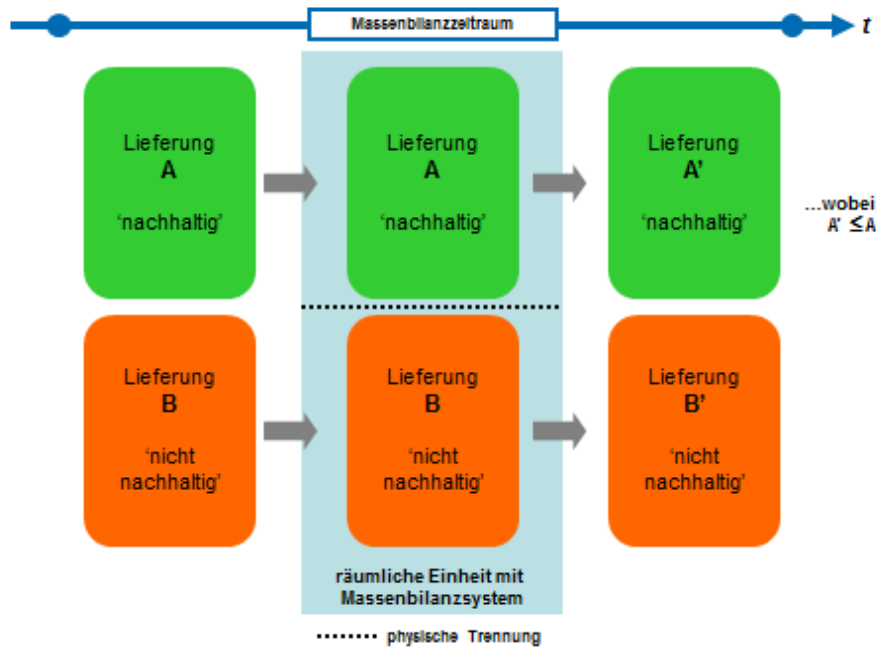 Massenbilanzzeitraum
t
Lieferung
A
‘nachhaltig’
Lieferung
A
‘nachhaltig’
Lieferung
A’
‘nachhaltig’
...wobei
A’ ≤A
Lieferung
B
‘nicht
nachhaltig’
Lieferung
B
‘nicht
nachhaltig’
Lieferung
B’
‘nicht
nachhaltig’
räumliche Einheit mit
Massenbilanzsystem
physische Trennung